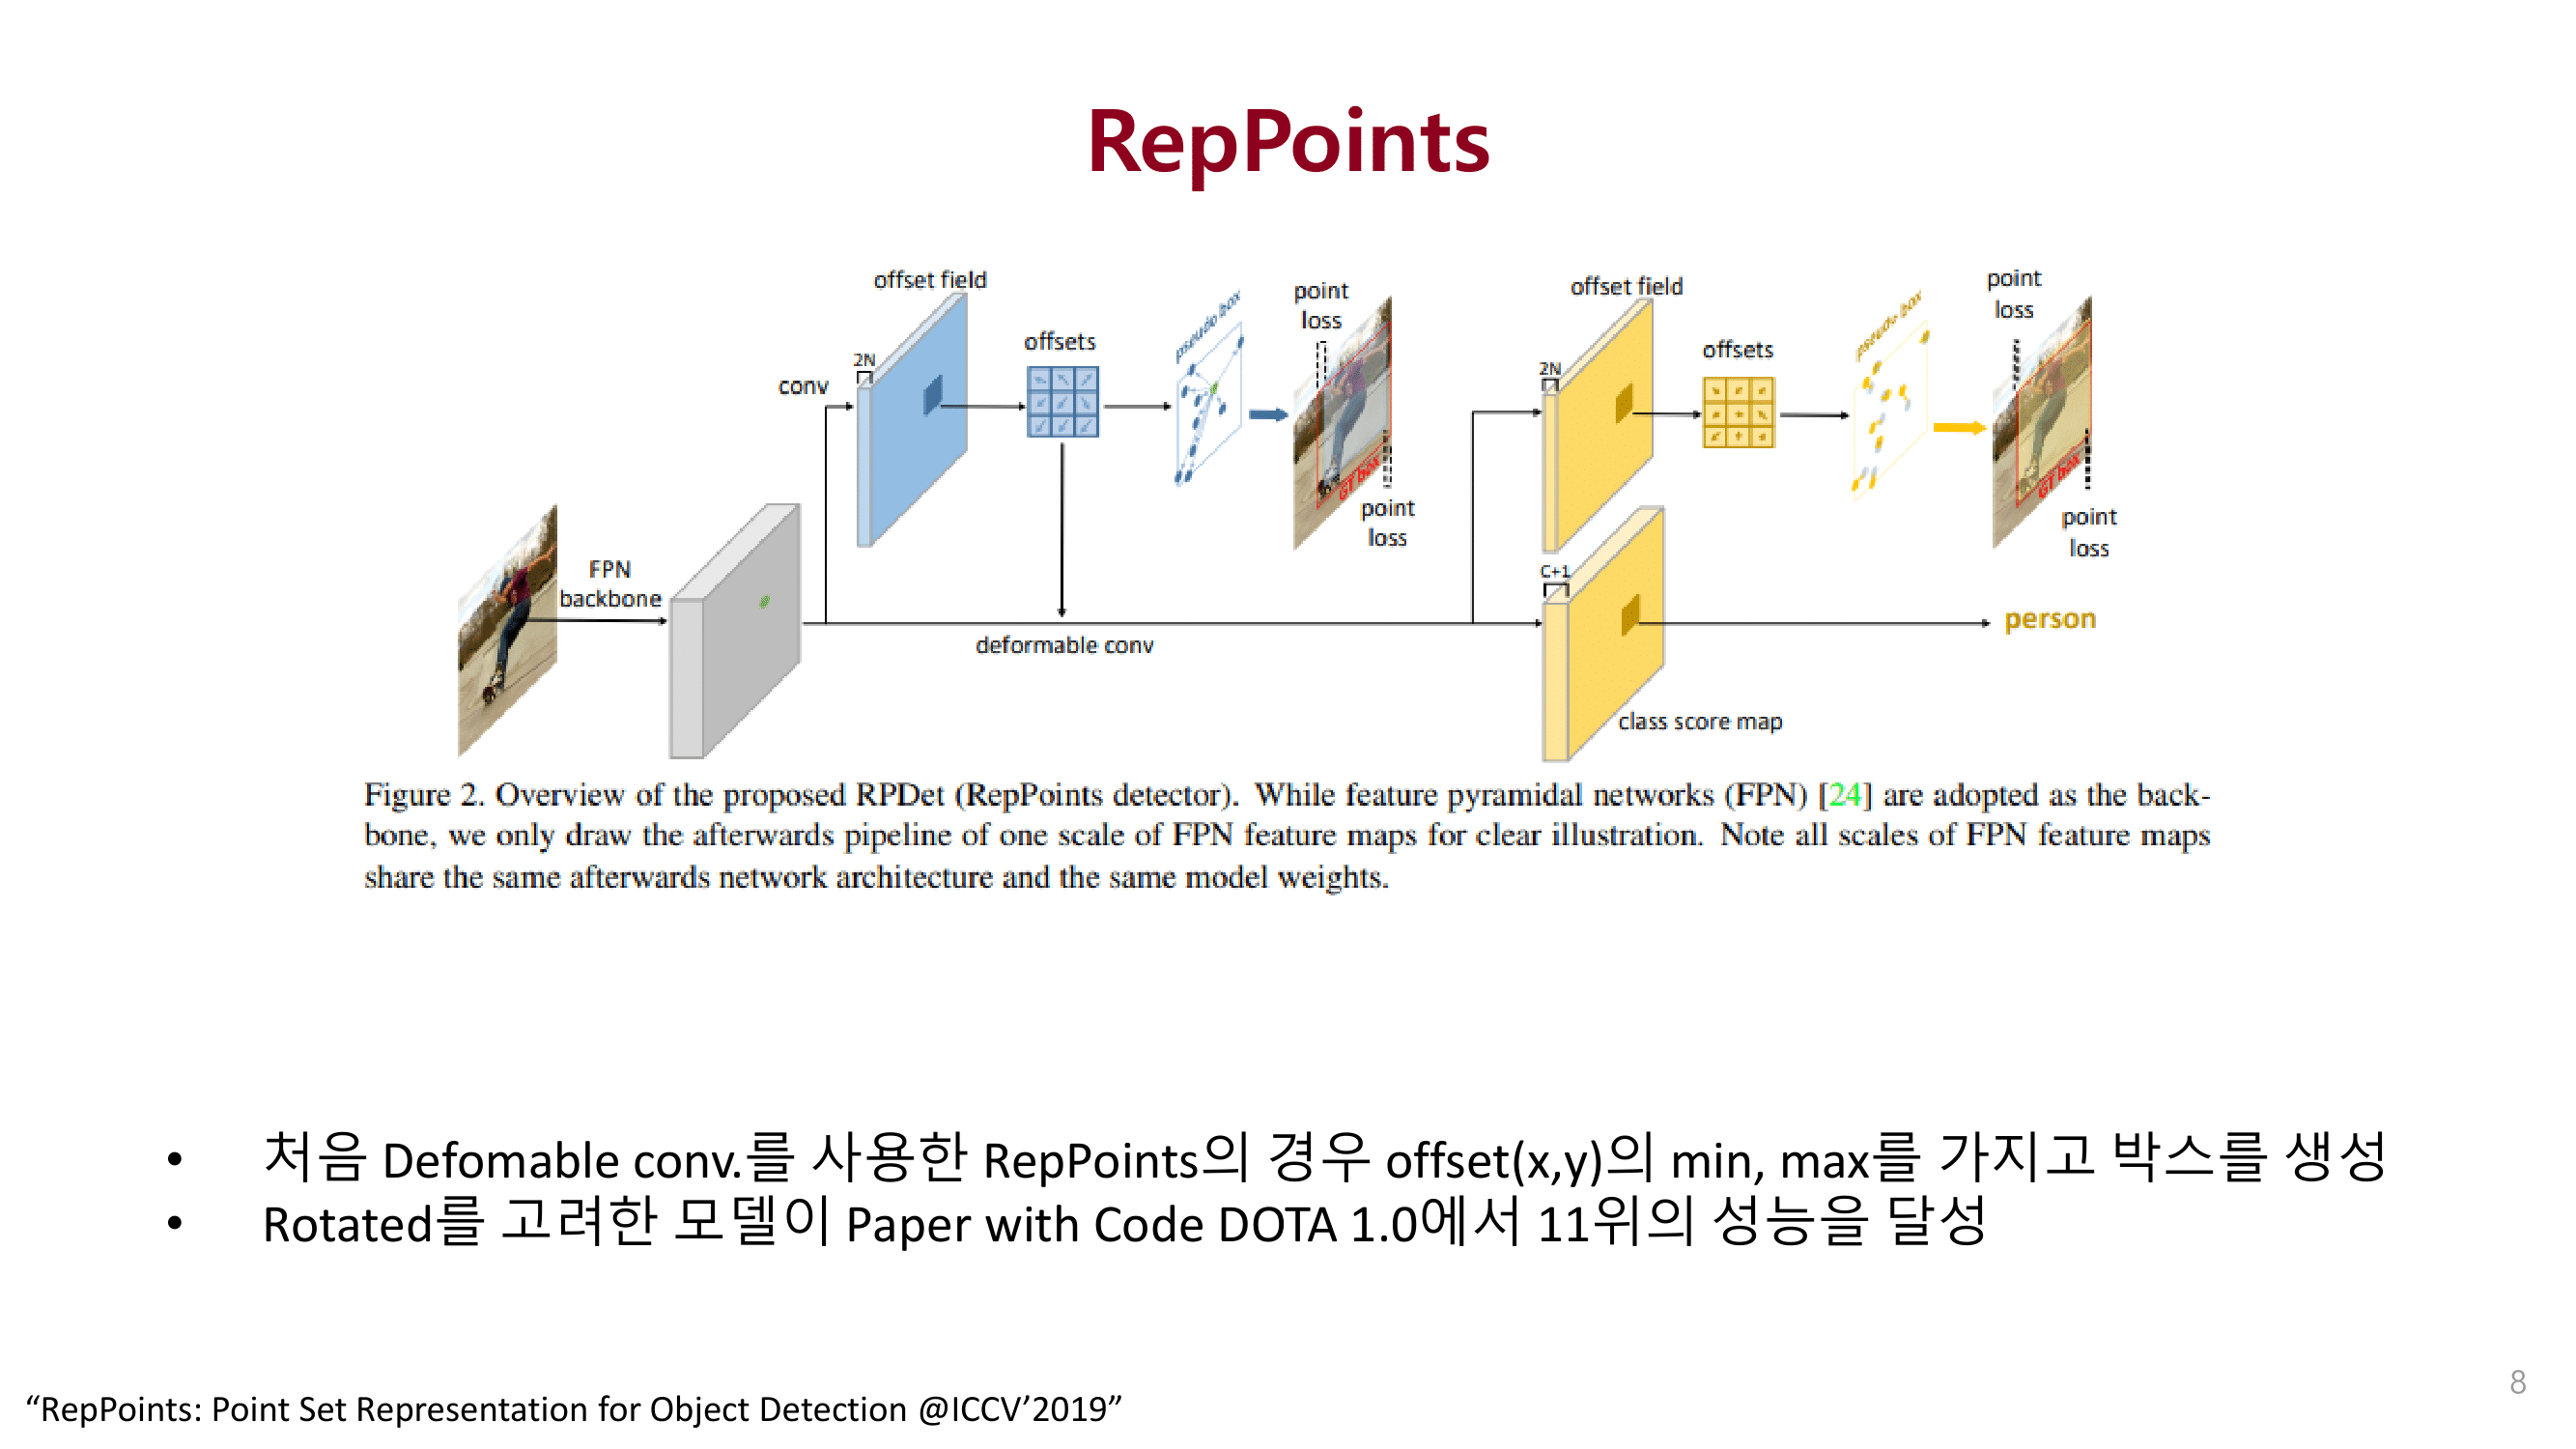 RepPoints
offset field
2N
conv
offsets
pseudo box
point
loss
GT box
point
loss
offset field
2N
offsets
pseudo box
point
loss
GT box
point
loss
FPN
backbone
deformable conv
C+1
person
class score map
Figure 2. Overview of the proposed RPDet (RepPoints detector). While feature pyramidal networks (FPN) [24] are adopted as the back-
bone, we only draw the afterwards pipeline of one scale of FPN feature maps for clear illustration. Note all scales of FPN feature maps
share the same afterwards network architecture and the same model weights.
• 처음 Defomable conv.를 사용한 RepPoints의 경우 offset(x,y)의 min, max를 가지고 박스를 생성
• Rotated를 고려한 모델이 Paper with Code DOTA 1.0에서 11위의 성능을 달성
8
“RepPoints: Point Set Representation for Object Detection @ICCV’2019”